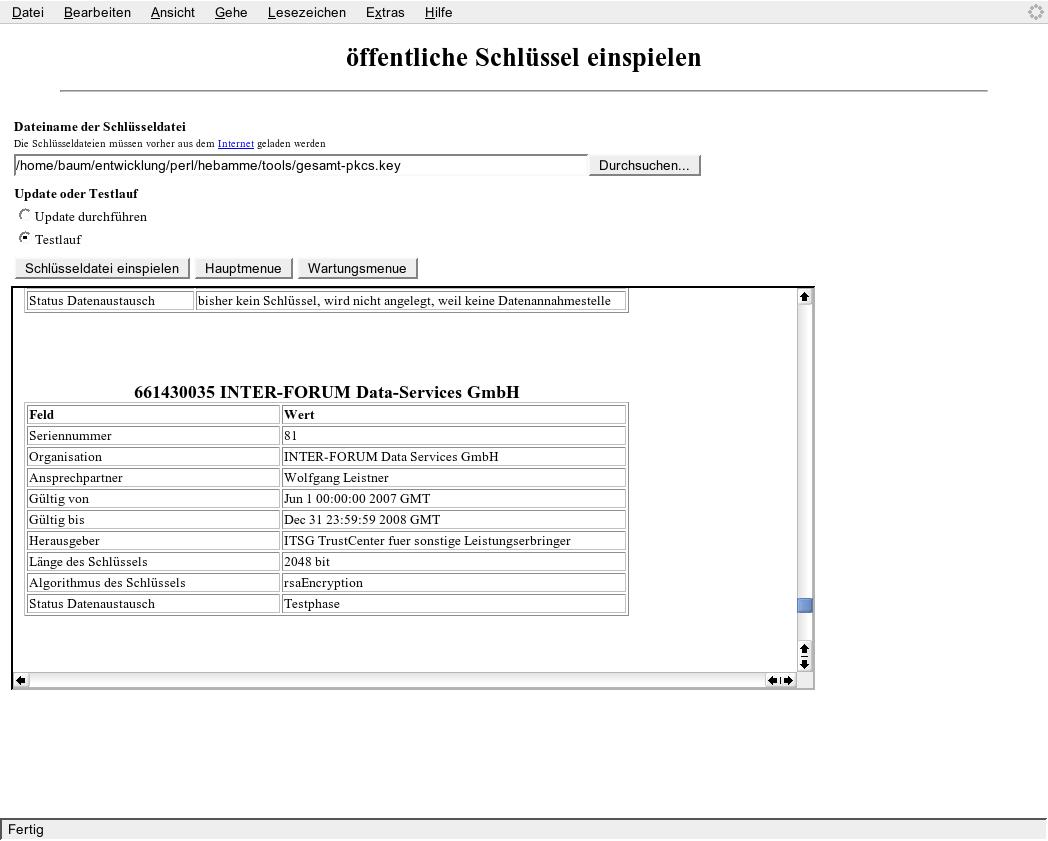 Datei Bearbeiten Ansicht Gehe Lesezeichen Extras Hilfe
öffentliche Schlüssel einspielen
Dateiname der Schlüsseldatei
Die Schlüsseldateien müssen vorher aus dem Internet geladen werden
/home/baum/entwicklung/perl/hebamme/tools/gesamt-pkcs.key Durchsuchen...
Update oder Testlauf
Update durchführen
Testlauf
Schlüsseldatei einspielen Hauptmenue Wartungsmenue
Status Datenaustausch bisher kein Schlüssel, wird nicht angelegt, weil keine Datenannahmestelle
661430035 INTER-FORUM Data-Services GmbH
Feld Wert
Seriennummer 81
Organisation INTER-FORUM Data Services GmbH
Ansprechpartner Wolfgang Leistner
Gültig von Jun 1 00:00:00 2007 GMT
Gültig bis Dec 31 23:59:59 2008 GMT
Herausgeber ITSG TrustCenter fuer sonstige Leistungserbringer
Länge des Schlüssels 2048 bit
Algorithmus des Schlüssels rsaEncryption
Status Datenaustausch Testphase
Fertig